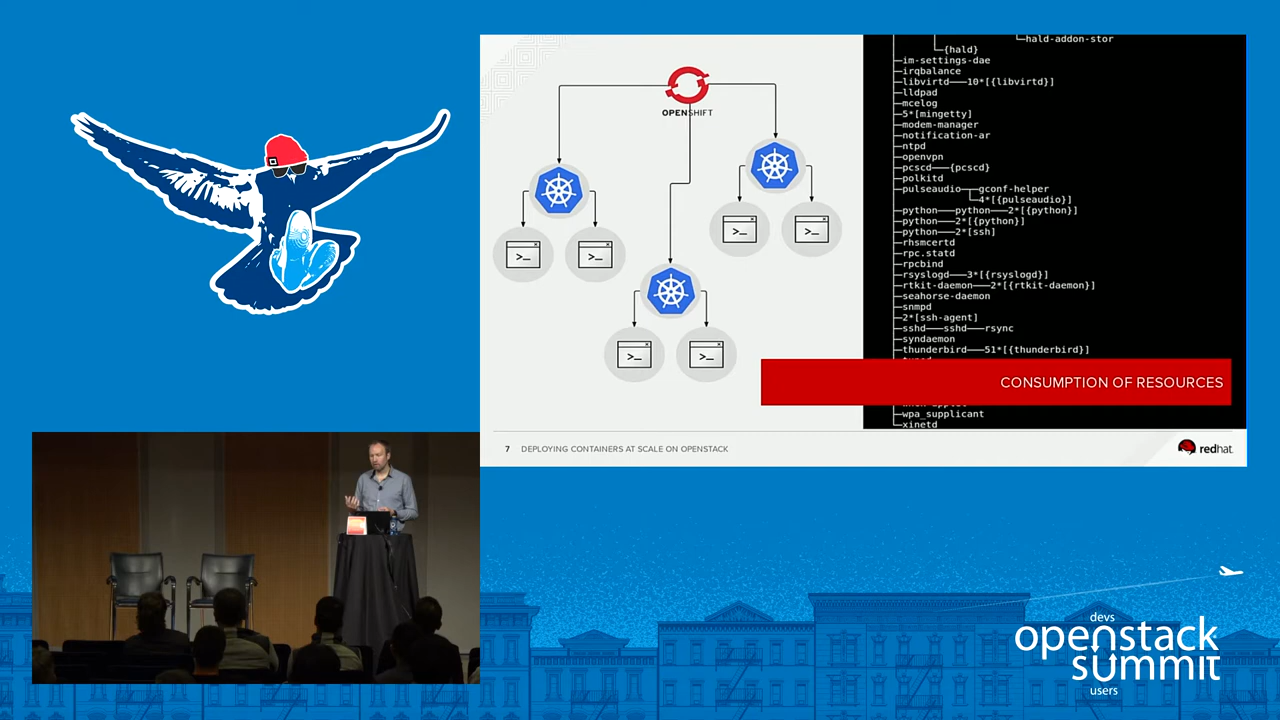 OPENSHIFT
>_
>_
>_
>_
>_
>_
└─hald-addon-stor
└─{hald}
├─im-settings-dae
├─irqbalance
├─libvirtd───10*[{libvirtd}]
├─lldpad
├─mcelog
├─5*[mingetty]
├─modem-manager
├─notification-ar
├─ntpd
├─openvpn
├─pcscd───{pcscd}
├─polkitd
├─pulseaudio─┬─gconf-helper
└─4*[{pulseaudio}]
├─python───python───2*[{python}]
├─python───2*[{python}]
├─python───2*[ssh]
├─rhsmcertd
├─rpc.statd
├─rpcbind
├─rsyslogd───3*[{rsyslogd}]
├─rtkit-daemon───2*[{rtkit-daemon}]
├─seahorse-daemon
├─snmpd
├─2*[ssh-agent]
├─sshd───sshd───rsync
├─syndaemon
├─thunderbird───51*[{thunderbird}]
CONSUMPTION OF RESOURCES
├─wpa_supplicant
└─xinetd
7 DEPLOYING CONTAINERS AT SCALE ON OPENSTACK
redhat.
devs
openstack
summit
users